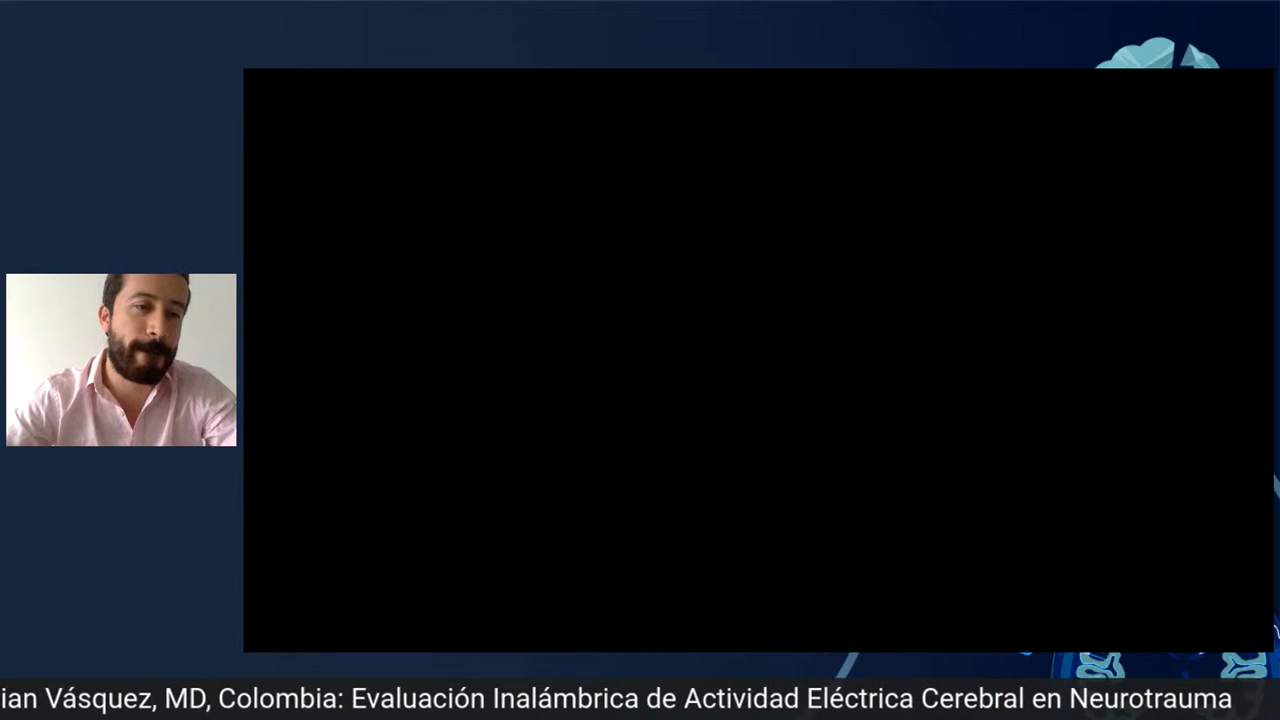 ian Vásquez, MD, Colombia: Evaluación Inalámbrica de Actividad Eléctrica Cerebral en Neurotrauma